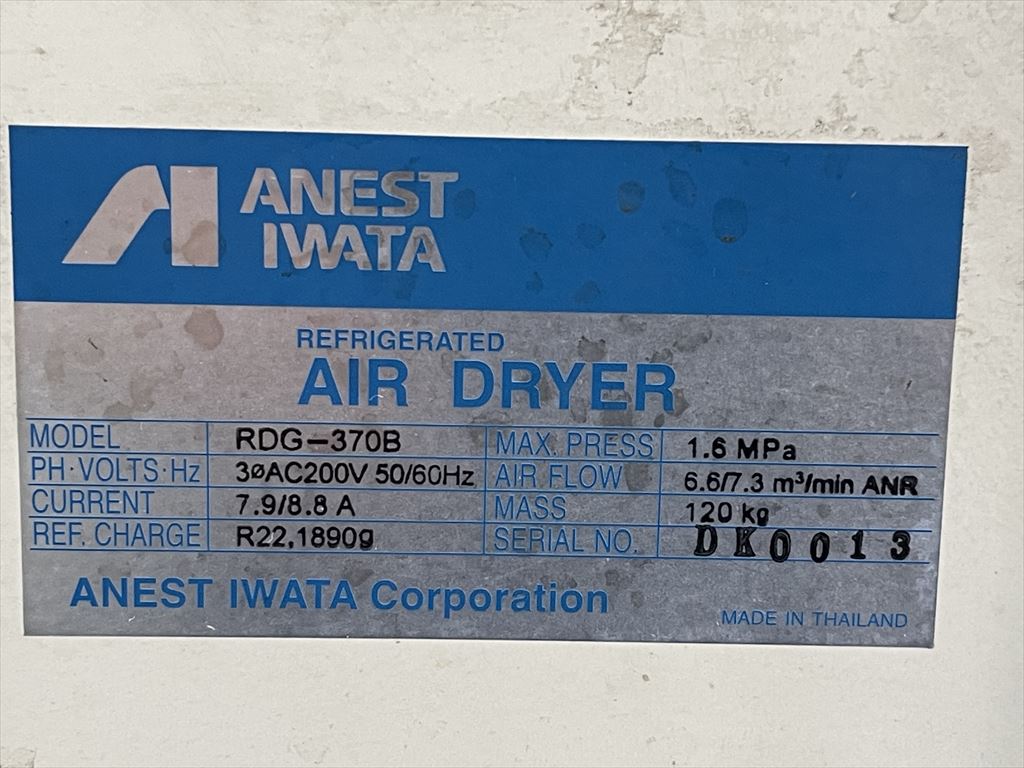 ANEST
IWATA
REFRIGERATED
AIR DRYER
MODEL RDG-370B MAX. PRESS 1.6 MPa
PH·VOLTS·Hz 3øAC200V 50/60Hz AIR FLOW 6.6/7.3 m³/min ANR
CURRENT 7.9/8.8 A MASS 120 kg
REF. CHARGE R22,1890g SERIAL NO. DK0013
ANEST IWATA Corporation
MADE IN THAILAND